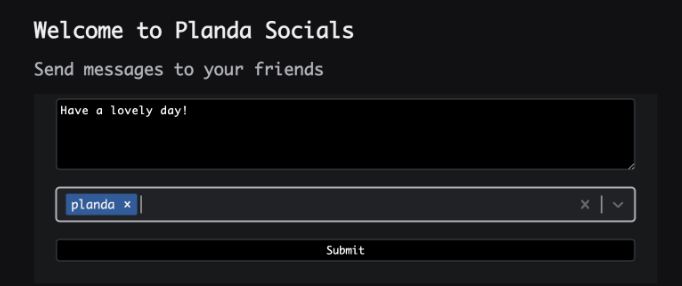 Welcome to Planda Socials
Send messages to your friends
Have a lovely day!
planda ×
Submit